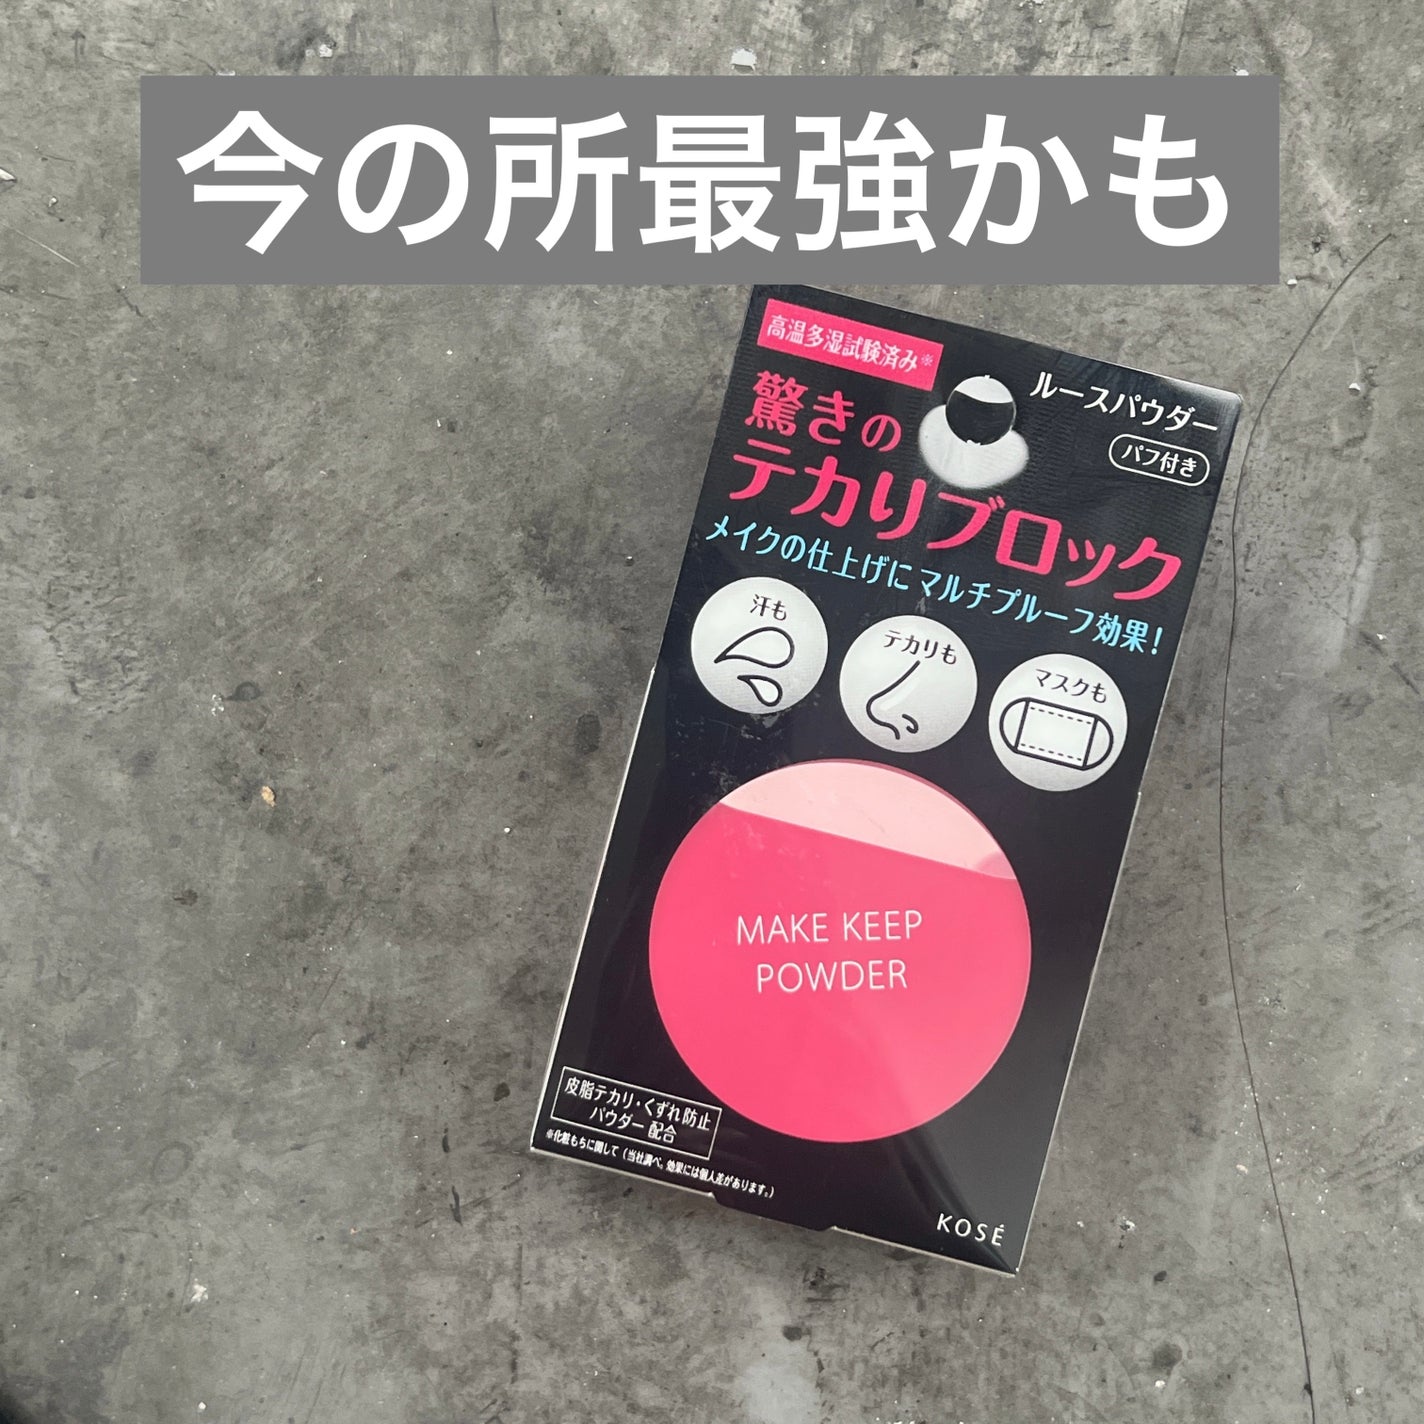 今の所最強かも
高温多湿試験済み※
ルースパウダー
パフ付き
驚きの
テカリブロック
メイクの仕上げにマルチプルーフ効果!
汗も
テカリも
マスクも
MAKE KEEP
POWDER
皮脂テカリ・くずれ防止
パウダー 配合
※化粧もちに関して(当社調べ。効果には個人差があります。)
KOSÉ